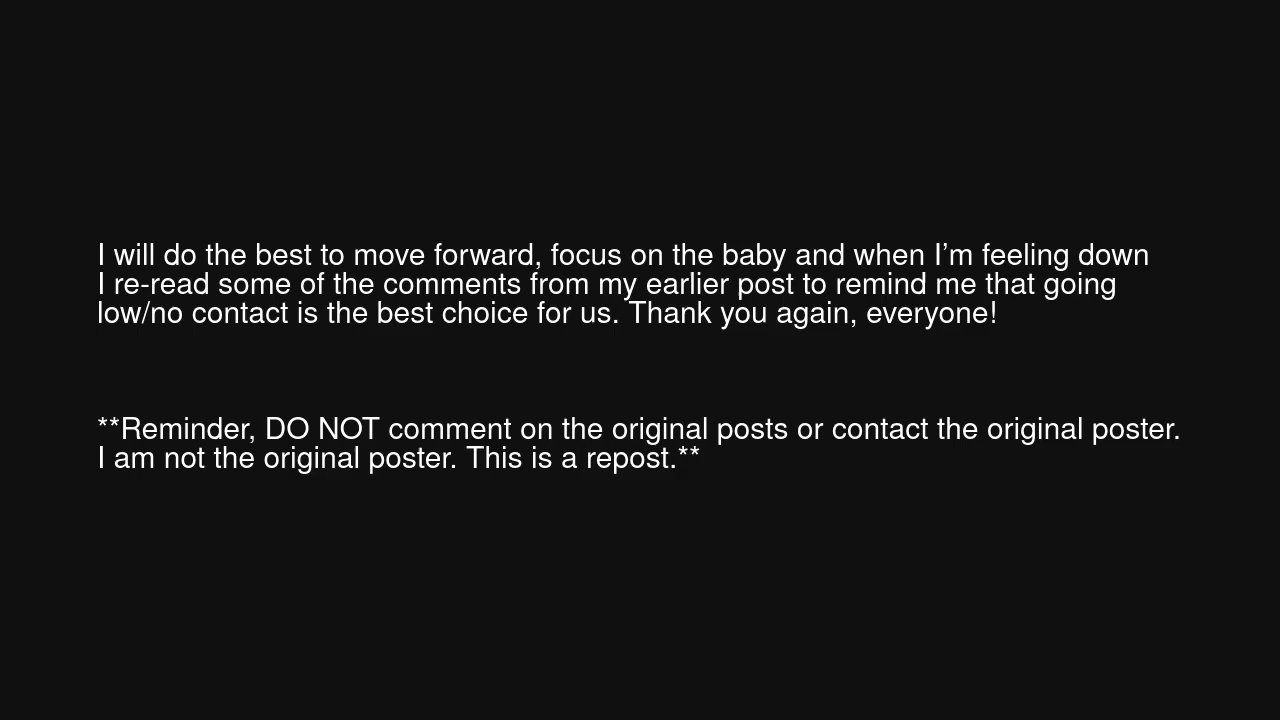 I will do the best to move forward, focus on the baby and when I’m feeling down
I re-read some of the comments from my earlier post to remind me that going
low/no contact is the best choice for us. Thank you again, everyone!
**Reminder, DO NOT comment on the original posts or contact the original poster.
I am not the original poster. This is a repost.**